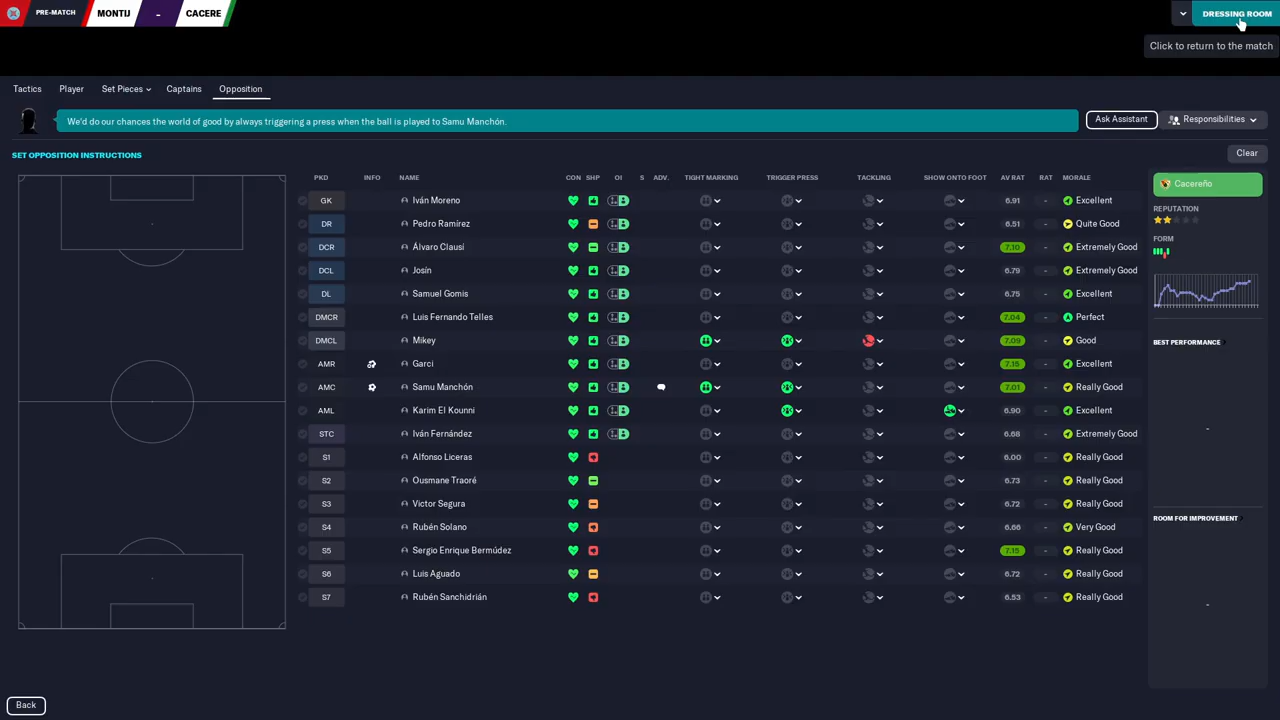 PRE-MATCH MONTIJ - CACERE DRESSING ROOM
Click to return to the match
Tactics Player Set Pieces Captains Opposition
We'd do our chances the world of good by always triggering a press when the ball is played to Samu Manchón. Ask Assistant Responsibilities
SET OPPOSITION INSTRUCTIONS Clear
PKD INFO NAME CON SHP OI S ADV. TIGHT MARKING TRIGGER PRESS TACKLING SHOW ONTO FOOT AV RAT RAT MORALE
GK Iván Moreno 6.91 - Excellent
DR Pedro Ramírez 6.51 - Quite Good
DCR Álvaro Clausí 7.10 - Extremely Good
DCL Josín 6.79 - Extremely Good
DL Samuel Gomis 6.75 - Excellent
DMCR Luis Fernando Telles 7.04 - Perfect
DMCL Mikey 7.09 - Good
AMR Garci 7.15 - Excellent
AMC Samu Manchón 7.01 - Really Good
AML Karim El Kounni 6.90 - Excellent
STC Iván Fernández 6.68 - Extremely Good
S1 Alfonso Liceras 6.00 - Really Good
S2 Ousmane Traoré 6.73 - Really Good
S3 Victor Segura 6.72 - Really Good
S4 Rubén Solano 6.66 - Very Good
S5 Sergio Enrique Bermúdez 7.15 - Really Good
S6 Luis Aguado 6.72 - Really Good
S7 Rubén Sanchidrián 6.53 - Really Good
Cacereño
REPUTATION
FORM
BEST PERFORMANCE
-
ROOM FOR IMPROVEMENT
-
Back